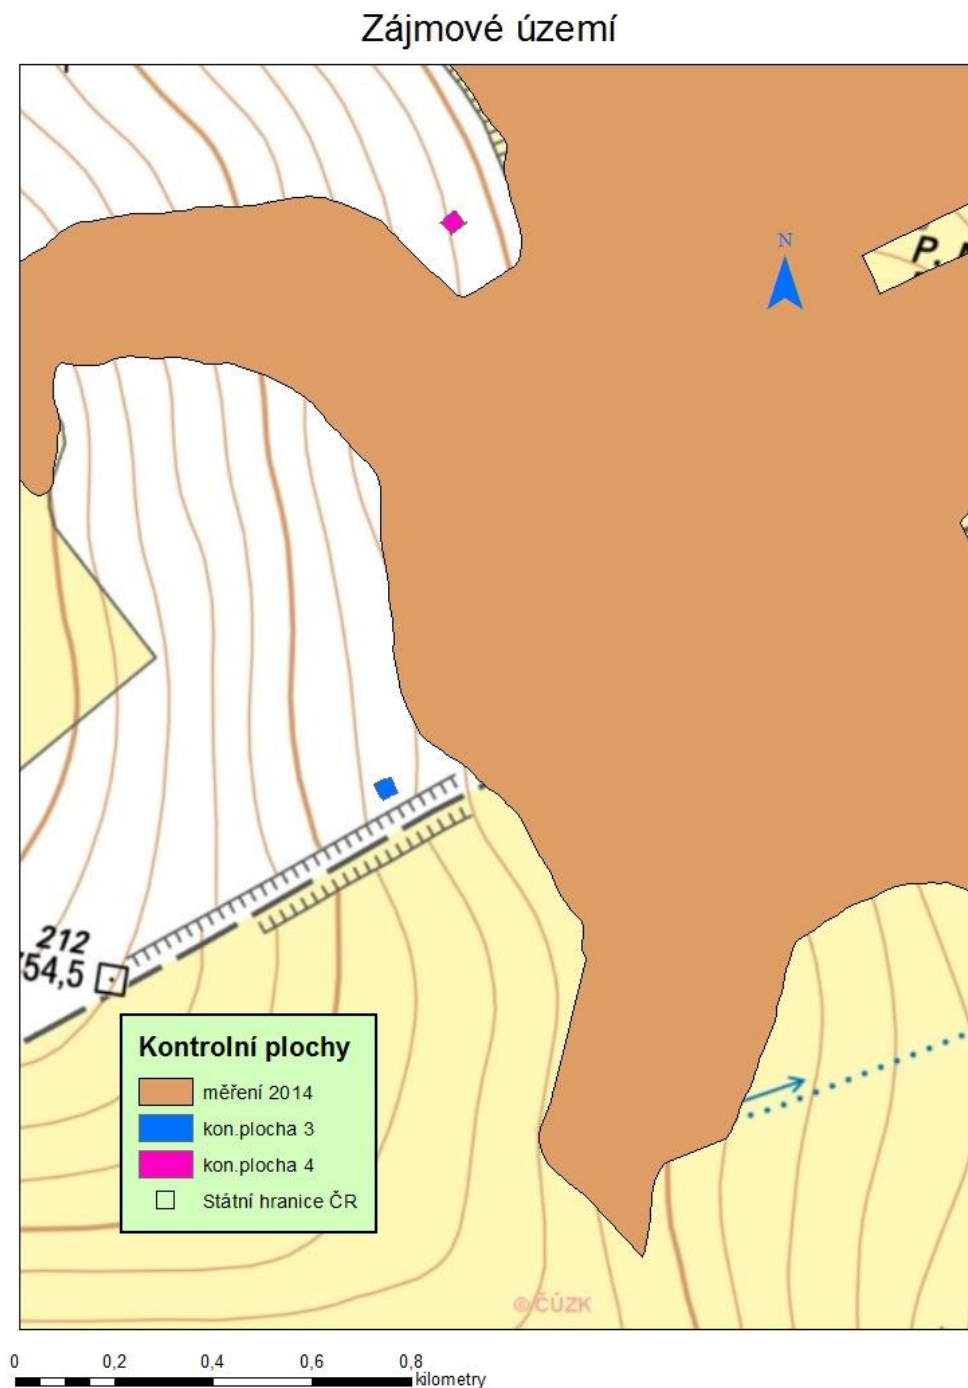 Zájmové území
N
P.
212
54,5
Kontrolní plochy
měření 2014
kon.plocha 3
kon.plocha 4
Státní hranice ČR
© ČÚZK
0 0,2 0,4 0,6 0,8
kilometry